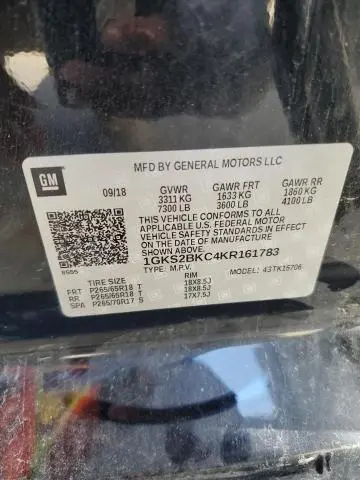 MFD BY GENERAL MOTORS LLC
GM
09/18 GVWR GAWR FRT GAWR RR
3311 KG 1633 KG 1860 KG
7300 LB 3600 LB 4100 LB
THIS VEHICLE CONFORMS TO ALL
APPLICABLE U.S. FEDERAL MOTOR
VEHICLE SAFETY STANDARDS IN
EFFECT ON THE DATE OF MANUFACTURE
SHOWN ABOVE.
1GKS2BKC4KR161783
TYPE: M.P.V. MODEL: 43TK15706
TIRE SIZE RIM
FRT P265/65R18 T 18X8.5J
RR P265/65R18 T 18X8.5J
SPA P265/70R17 S 17X7.5J